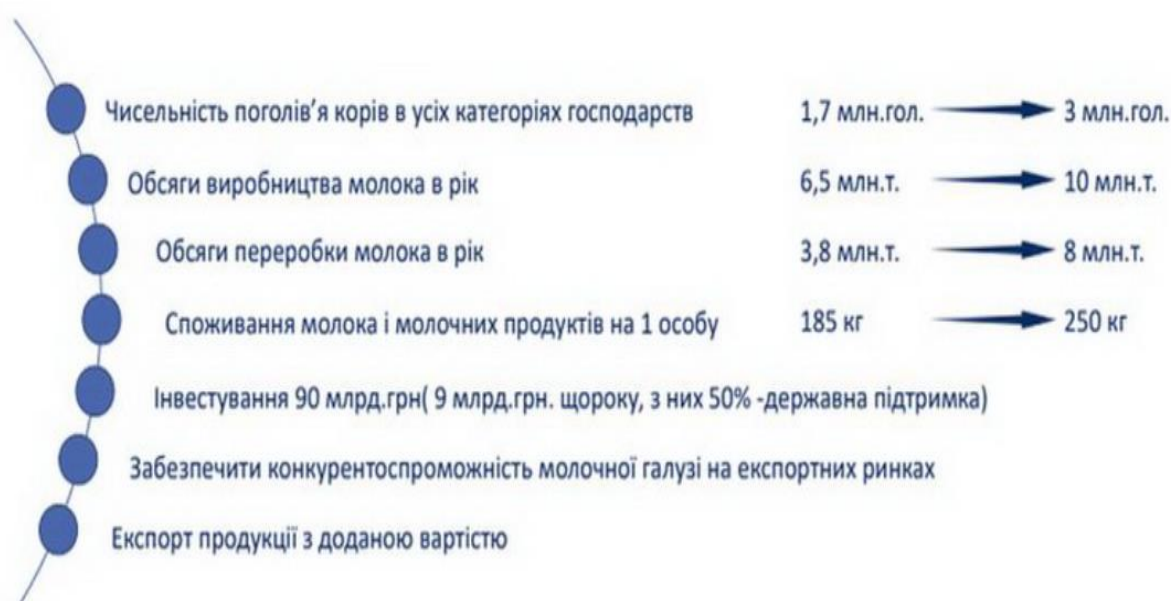 Чисельність поголів'я корів в усіх категоріях господарств 1,7 млн.гол. 3 млн.гол.
Обсяги виробництва молока в рік 6,5 млн.т. 10 млн.т.
Обсяги переробки молока в рік 3,8 млн.т. 8 млн.т.
Споживання молока і молочних продуктів на 1 особу 185 кг 250 кг
Інвестування 90 млрд.грн( 9 млрд.грн. щороку, з них 50% -державна підтримка)
Забезпечити конкурентоспроможність молочної галузі на експортних ринках
Експорт продукції з доданою вартістю